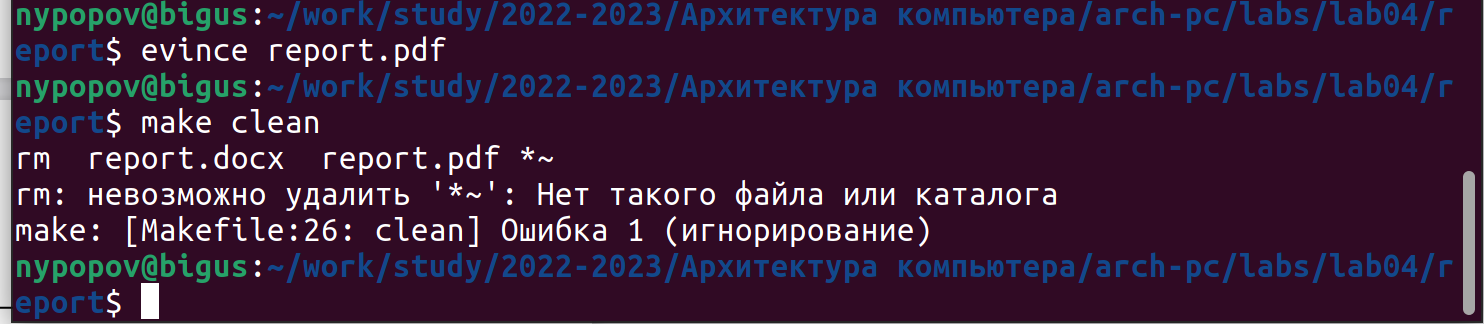 nypopov@bigus:~/work/study/2022-2023/Архитектура компьютера/arch-pc/labs/lab04/r
eport$ evince report.pdf
nypopov@bigus:~/work/study/2022-2023/Архитектура компьютера/arch-pc/labs/lab04/r
eport$ make clean
rm  report.docx  report.pdf *~
rm: невозможно удалить '*~': Нет такого файла или каталога
make: [Makefile:26: clean] Ошибка 1 (игнорирование)
nypopov@bigus:~/work/study/2022-2023/Архитектура компьютера/arch-pc/labs/lab04/r
eport$